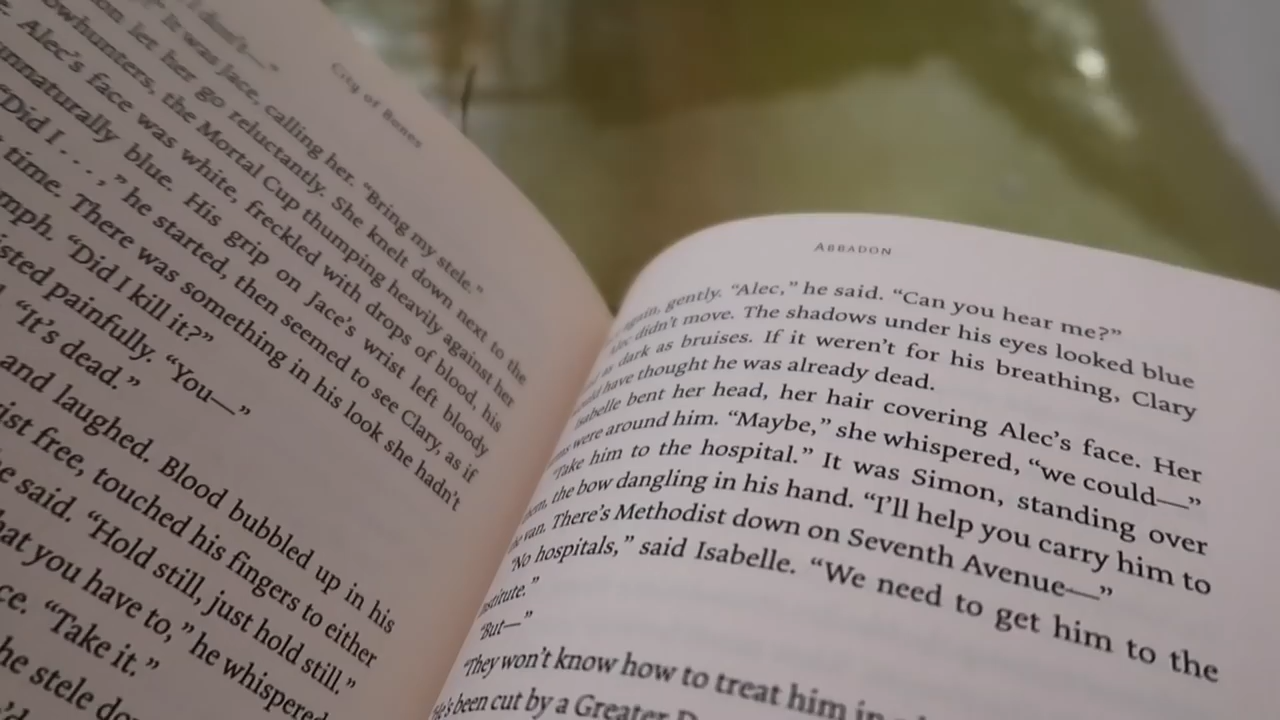 City of Bones
I didn't—"
It was Jace, calling her. "Bring my stele."
let her go reluctantly. She knelt down next to the
the Mortal Cup thumping heavily against her
Alec's face was white, freckled with drops of blood, his
blue. His grip on Jace's wrist left bloody
"Did I . . . ," he started, then seemed to see Clary, as if
time. There was something in his look she hadn't
"Did I kill it?"
painfully. "You—"
"It's dead."
and laughed. Blood bubbled up in his
free, touched his fingers to either
said. "Hold still, just hold still."
you have to," he whispered
"Take it."
stele
Abbadon
again, gently. "Alec," he said. "Can you hear me?"
Alec didn't move. The shadows under his eyes looked blue
as dark as bruises. If it weren't for his breathing, Clary
have thought he was already dead.
Isabelle bent her head, her hair covering Alec's face. Her
were around him. "Maybe," she whispered, "we could—"
"Take him to the hospital." It was Simon, standing over
the bow dangling in his hand. "I'll help you carry him to
van. There's Methodist down on Seventh Avenue—"
"No hospitals," said Isabelle. "We need to get him to the
"But—"
"They won't know how to treat him in
He's been cut by a Greater